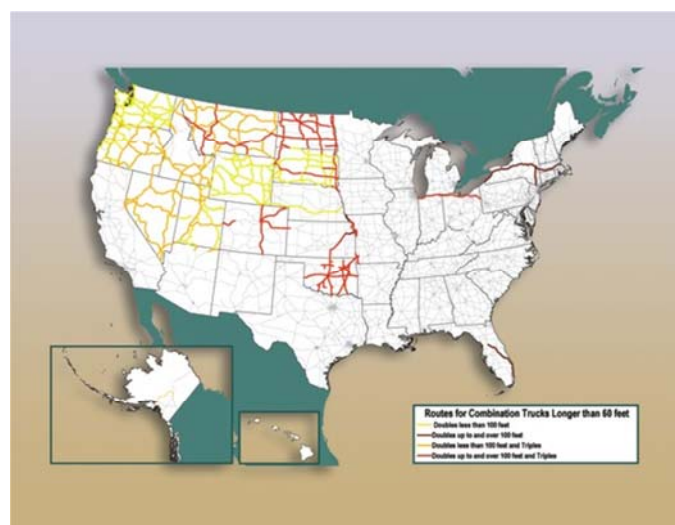 Routes for Combination Trucks Longer than 60 feet
Doubles less than 100 feet
Doubles up to and over 100 feet
Doubles less than 100 feet and Triples
Doubles up to and over 100 feet and Triples